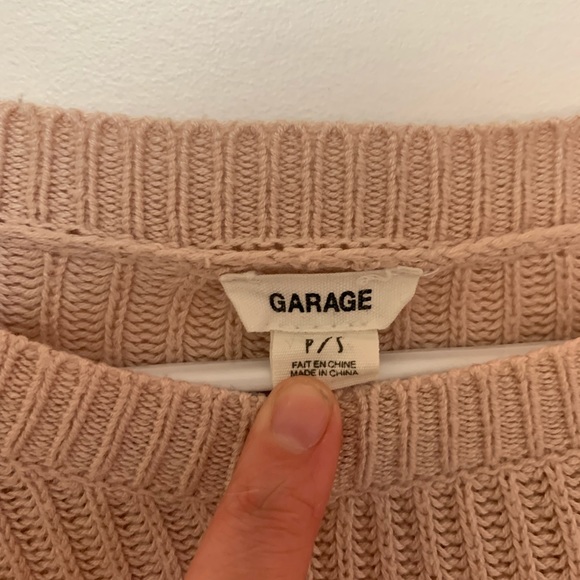 GARAGE
P/S
FAIT EN CHINE
MADE IN CHINA